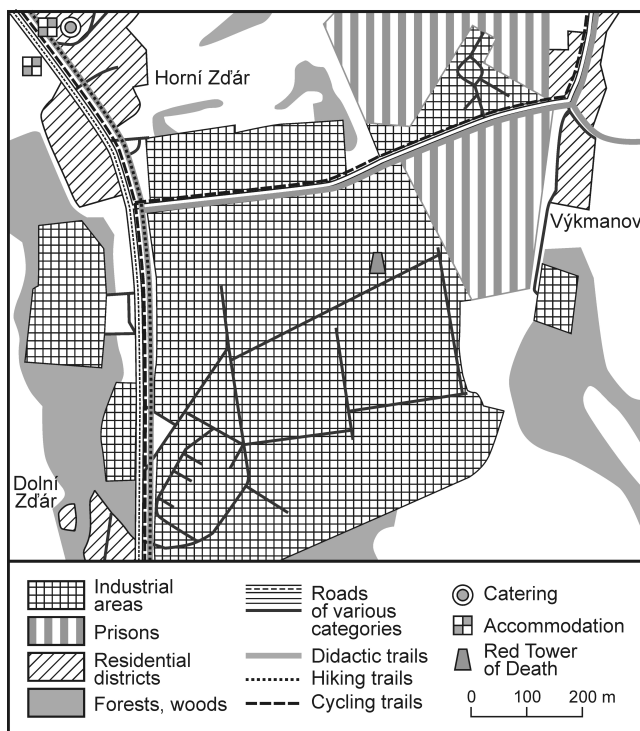 Horní Zďár
Výkmanov
Dolní
Zďár
Industrial
areas
Prisons
Residential
districts
Forests, woods
Roads
of various
categories
Didactic trails
Hiking trails
Cycling trails
Catering
Accommodation
Red Tower
of Death
0 100 200 m